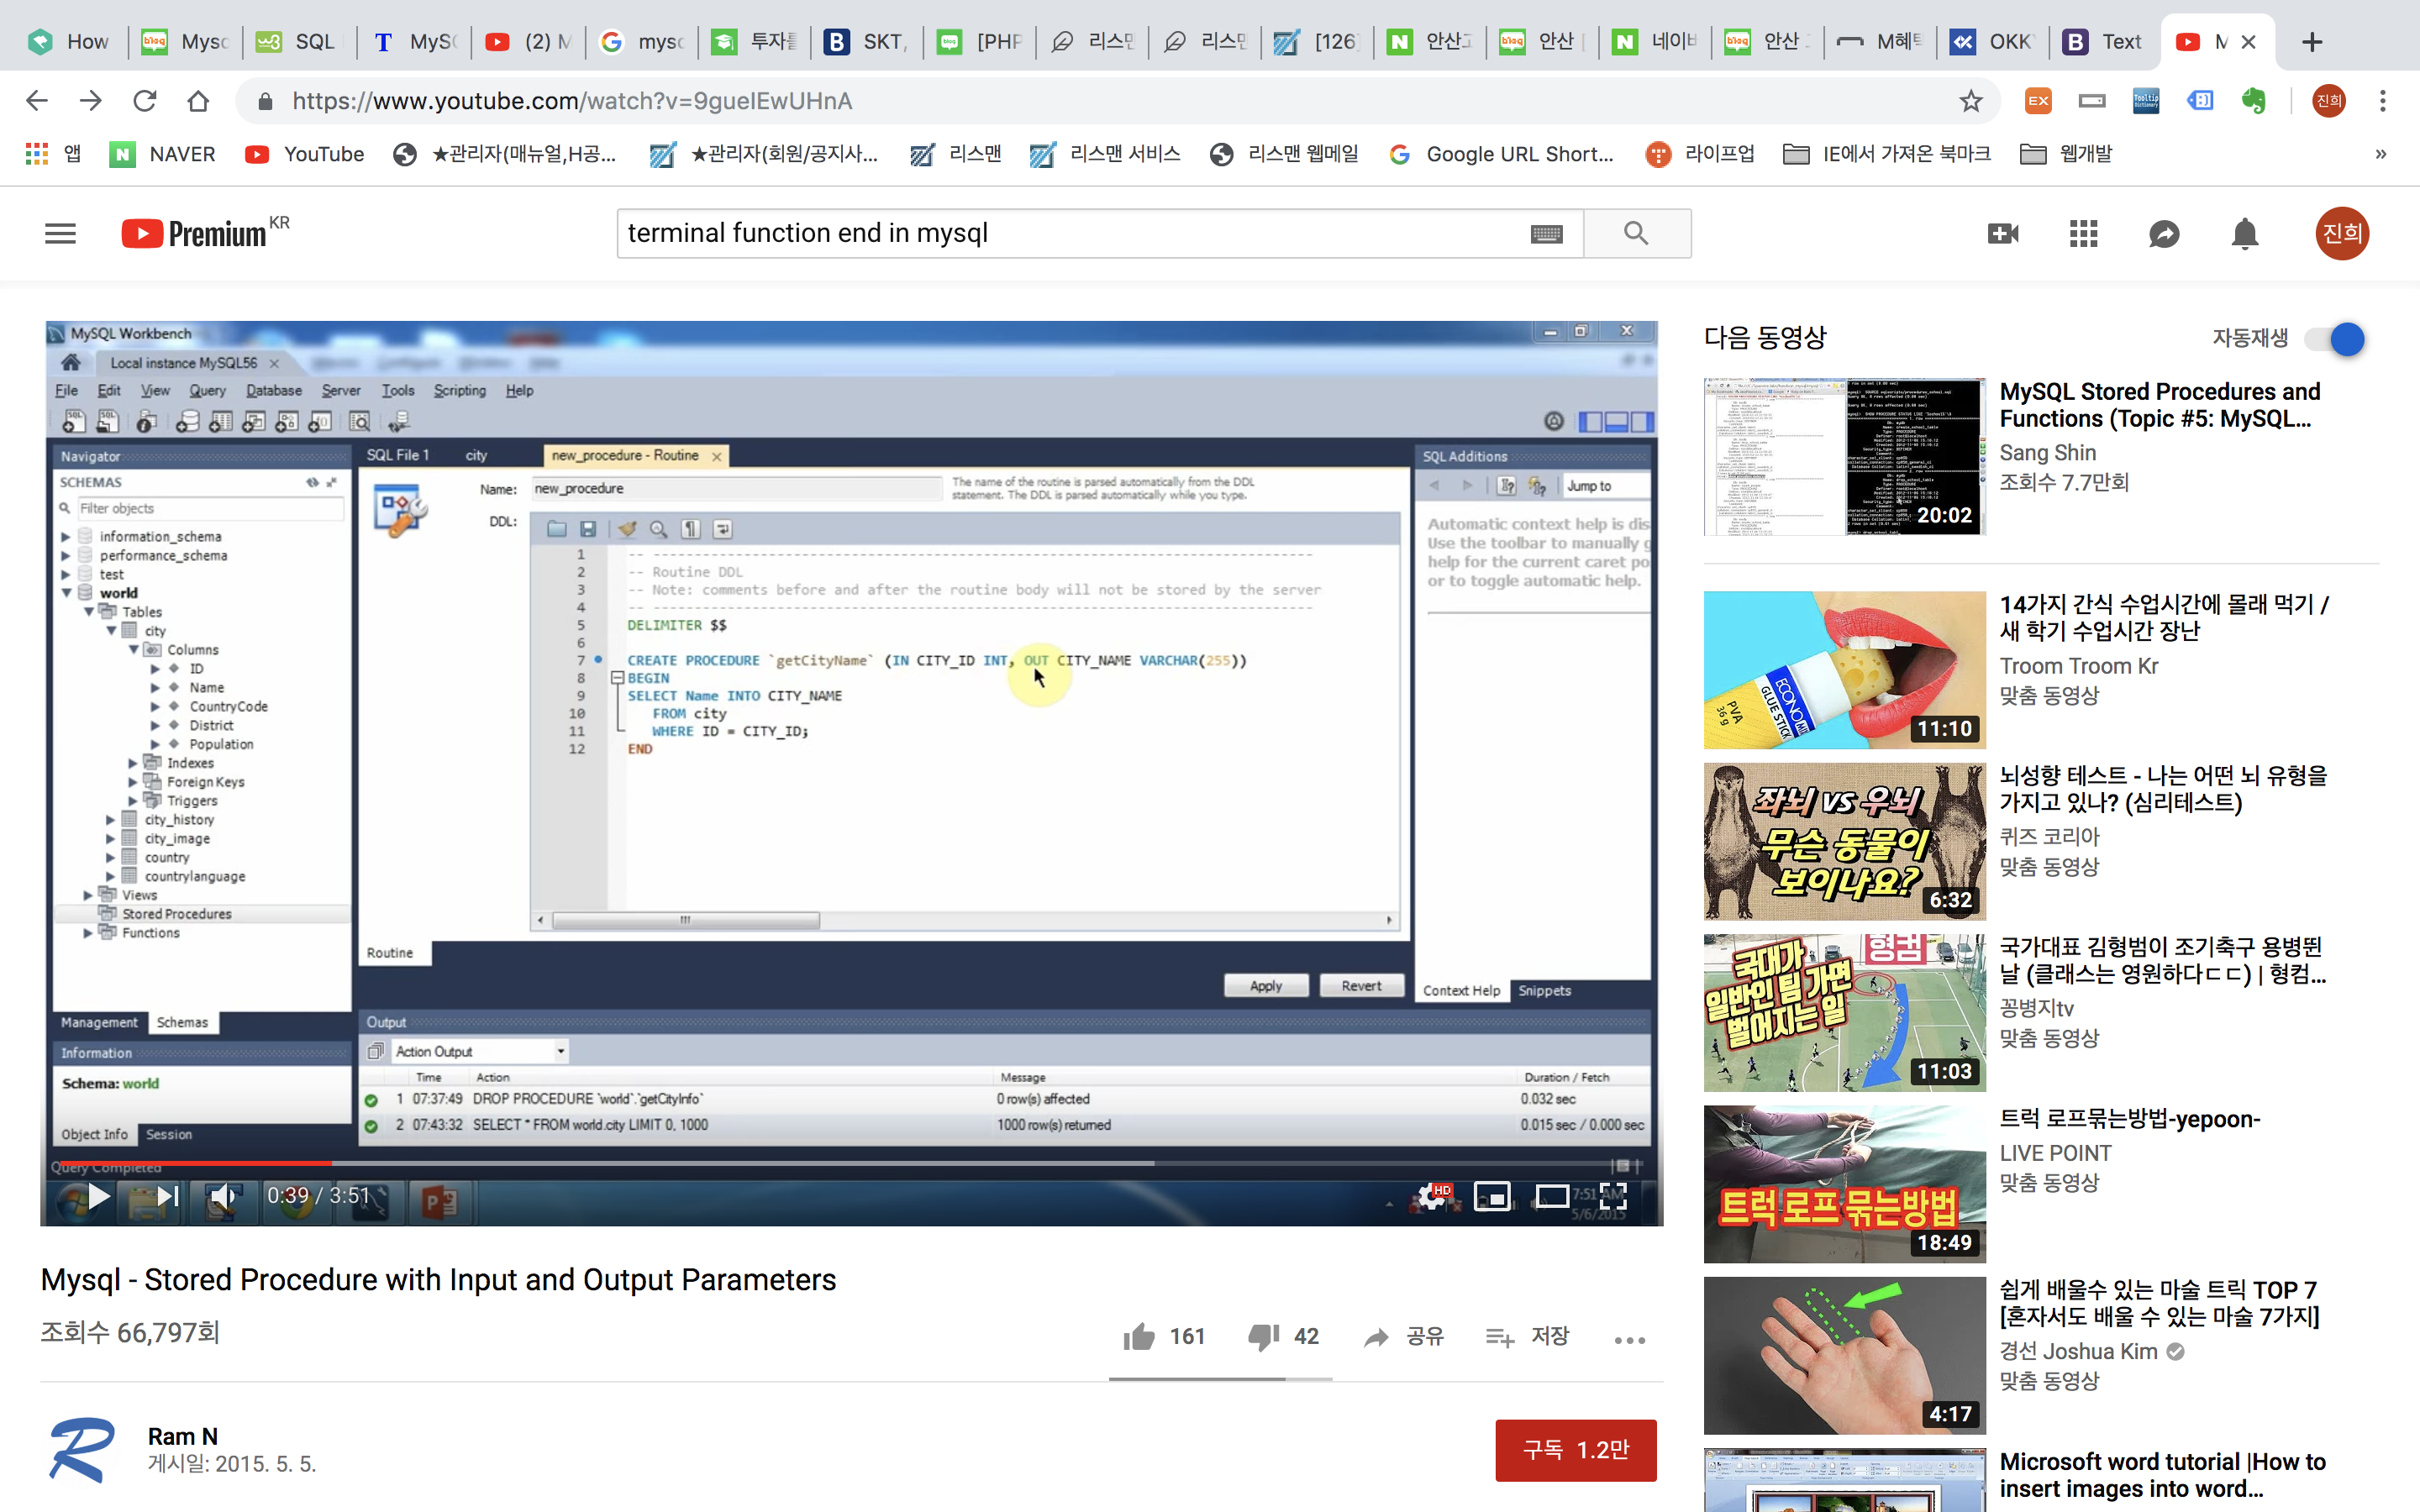 How
Mysc
SQL
MySC
(2) M
mysc
투자
SKT,
[PHP
리스
리스
[126
안산
안산
네이
안산
M혜
OKK
Text
M
https://www.youtube.com/watch?v=9gueIEwUHnA
EX
진희
앱
NAVER
YouTube
★관리자(매뉴얼,H공...
★관리자(회원/공지사...
리스맨
리스맨 서비스
리스맨 웹메일
Google URL Short...
라이프업
IE에서 가져온 북마크
웹개발
»
Premium KR
terminal function end in mysql
진희
MySQL Workbench
Local instance MySQL56
File Edit View Query Database Server Tools Scripting Help
Navigator
SCHEMAS
Filter objects
information_schema
performance_schema
test
world
Tables
city
Columns
ID
Name
CountryCode
District
Population
Indexes
Foreign Keys
Triggers
city_history
city_image
country
countrylanguage
Views
Stored Procedures
Functions
Management Schemas
Information
Schema: world
Object Info Session
Query Completed
SQL File 1 city new_procedure - Routine
Name: new_procedure
The name of the routine is parsed automatically from the DDL
statement. The DDL is parsed automatically while you type.
DDL:
1 -- ----------------------------------------------------------------------
2 -- Routine DDL
3 -- Note: comments before and after the routine body will not be stored by the server
4 -- ----------------------------------------------------------------------
5 DELIMITER $$
6
7 CREATE PROCEDURE `getCityName` (IN CITY_ID INT, OUT CITY_NAME VARCHAR(255))
8 BEGIN
9 SELECT Name INTO CITY_NAME
10 FROM city
11 WHERE ID = CITY_ID;
12 END
Routine
Apply Revert
SQL Additions
Jump to
Automatic context help is dis
Use the toolbar to manually g
help for the current caret po
or to toggle automatic help.
Context Help Snippets
Output
Action Output
Time Action Message Duration / Fetch
1 07:37:49 DROP PROCEDURE `world`.`getCityInfo` 0 row(s) affected 0.032 sec
2 07:43:32 SELECT * FROM world.city LIMIT 0, 1000 1000 row(s) returned 0.015 sec / 0.000 sec
0:39 / 3:51
HD
7:51 AM
5/6/2015
Mysql - Stored Procedure with Input and Output Parameters
조회수 66,797회
161
42
공유
저장
Ram N
게시일: 2015. 5. 5.
구독 1.2만
다음 동영상
자동재생
20:02
MySQL Stored Procedures and
Functions (Topic #5: MySQL...
Sang Shin
조회수 7.7만회
PVA
36 g
GLUE STICK
11:10
14가지 간식 수업시간에 몰래 먹기 /
새 학기 수업시간 장난
Troom Troom Kr
맞춤 동영상
좌뇌 vs 우뇌
무슨 동물이
보이나요?
6:32
뇌성향 테스트 - 나는 어떤 뇌 유형을
가지고 있나? (심리테스트)
퀴즈 코리아
맞춤 동영상
형컴
국대가
일반인 팀 가면
벌어지는 일
11:03
국가대표 김형범이 조기축구 용병뛴
날 (클래스는 영원하다ㄷㄷ) | 형컴...
꽁병지tv
맞춤 동영상
트럭 로프 묶는방법
18:49
트럭 로프묶는방법-yepoon-
LIVE POINT
맞춤 동영상
4:17
쉽게 배울수 있는 마술 트릭 TOP 7
[혼자서도 배울 수 있는 마술 7가지]
경선 Joshua Kim
맞춤 동영상
Microsoft word tutorial |How to
insert images into word...